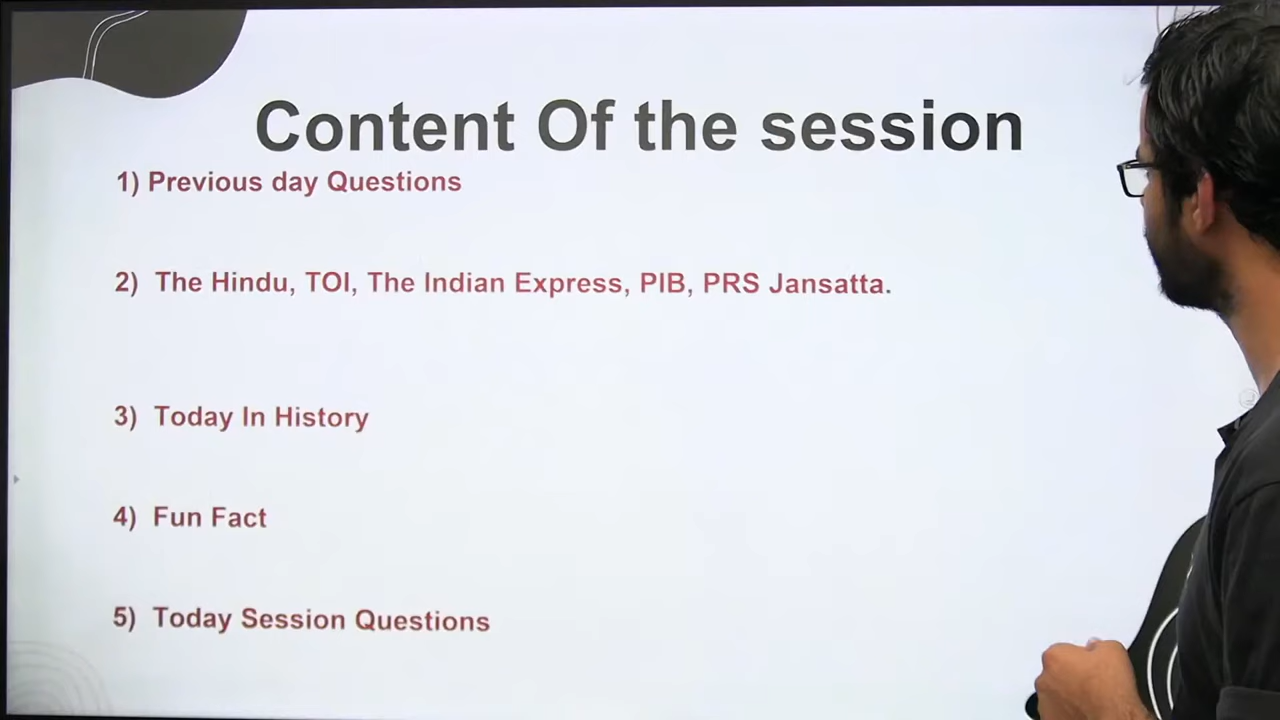 Content Of the session
1) Previous day Questions
2) The Hindu, TOI, The Indian Express, PIB, PRS Jansatta.
3) Today In History
4) Fun Fact
5) Today Session Questions